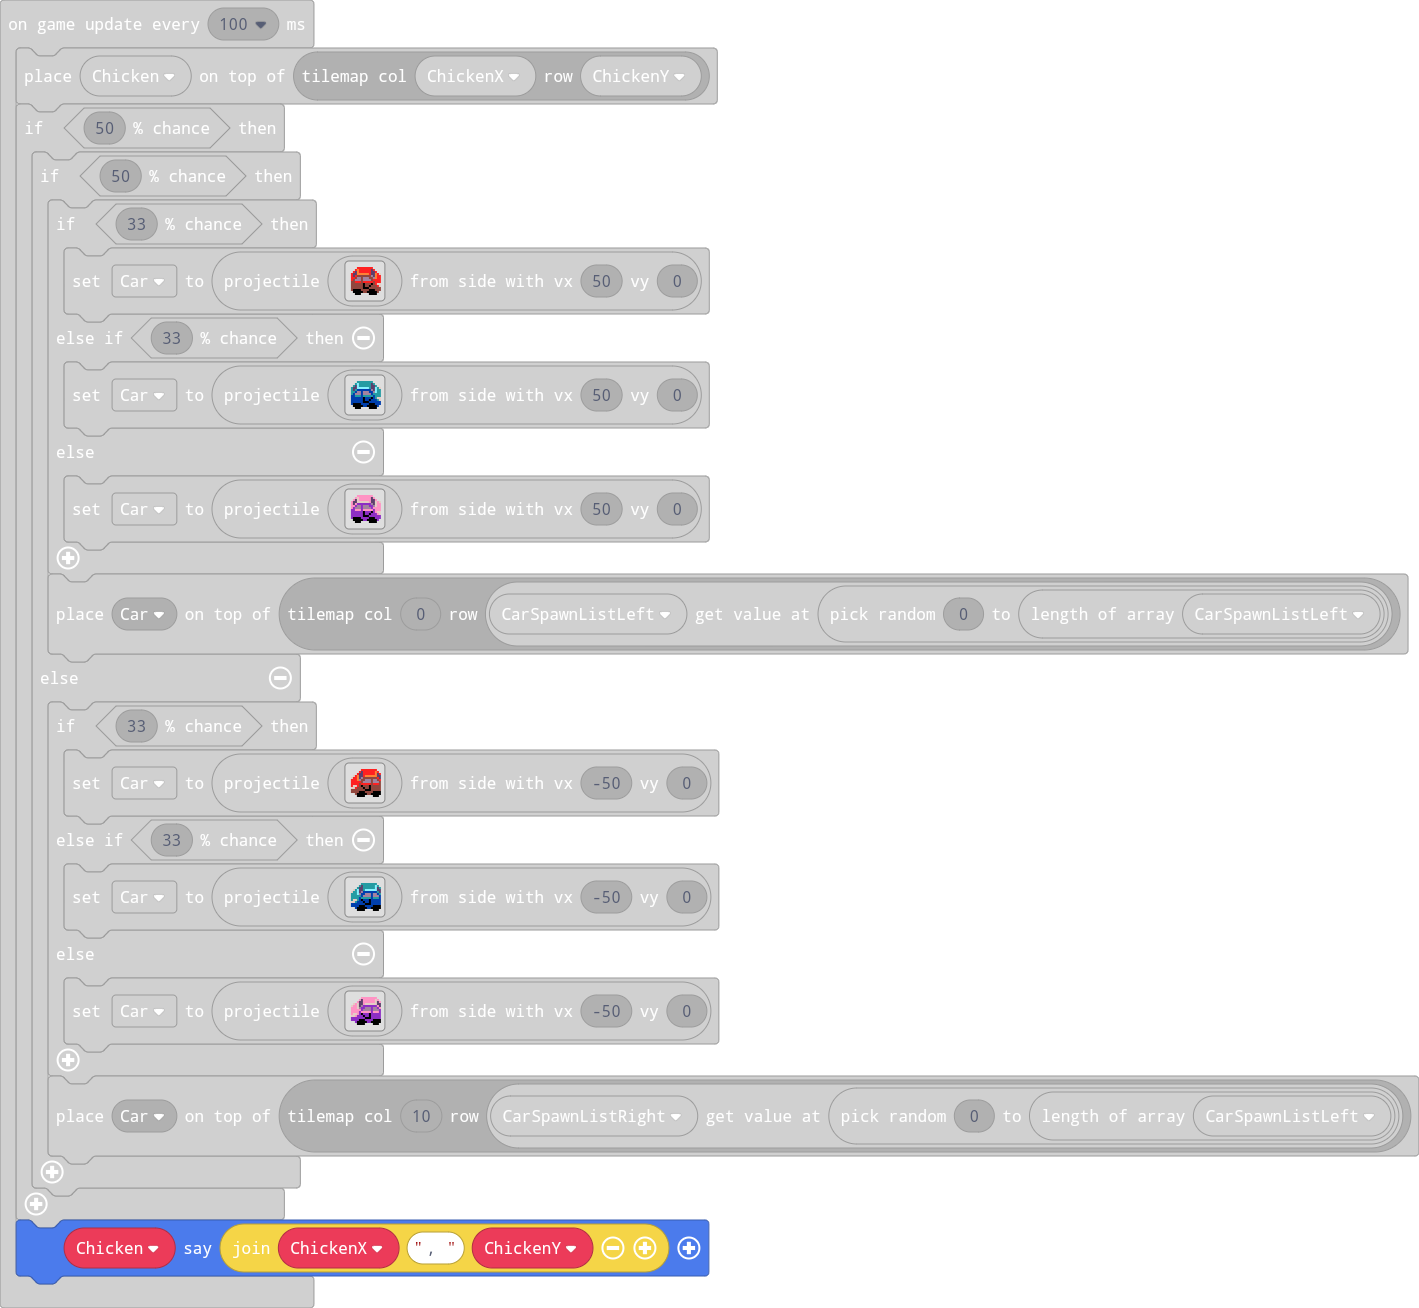 on game update every 100 ms
place Chicken on top of tilemap col ChickenX row ChickenY
if 50 % chance then
if 50 % chance then
if 33 % chance then
set Car to projectile from side with vx 50 vy 0
else if 33 % chance then
set Car to projectile from side with vx 50 vy 0
else
set Car to projectile from side with vx 50 vy 0
place Car on top of tilemap col 0 row CarSpawnListLeft get value at pick random 0 to length of array CarSpawnListLeft
else
if 33 % chance then
set Car to projectile from side with vx -50 vy 0
else if 33 % chance then
set Car to projectile from side with vx -50 vy 0
else
set Car to projectile from side with vx -50 vy 0
place Car on top of tilemap col 10 row CarSpawnListRight get value at pick random 0 to length of array CarSpawnListLeft
Chicken say join ChickenX ", " ChickenY